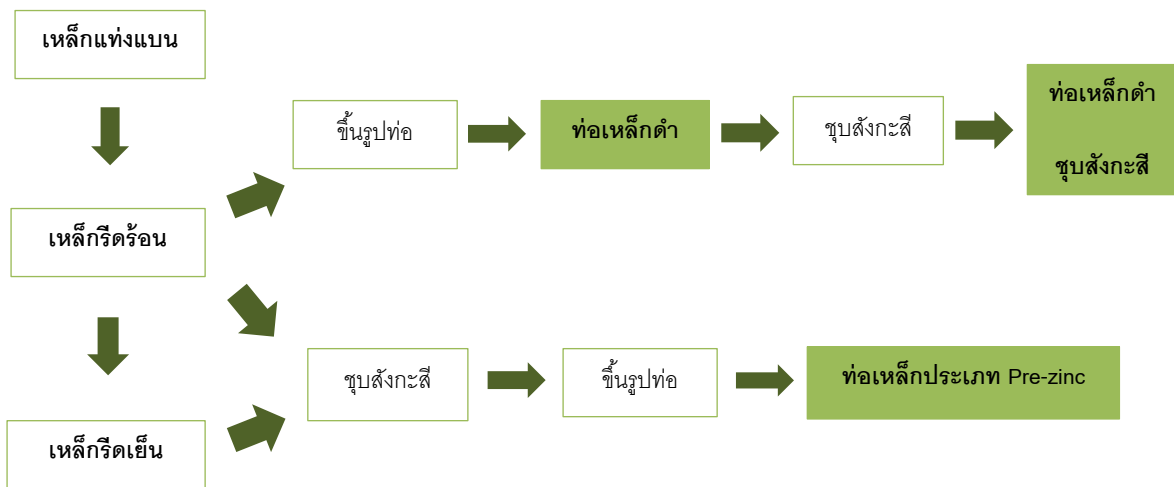 เหล็กแท่งแบน
ขึ้นรูปท่อ
ท่อเหล็กดำ
ชุบสังกะสี
ท่อเหล็กดำ
ชุบสังกะสี
เหล็กรีดร้อน
ชุบสังกะสี
ขึ้นรูปท่อ
ท่อเหล็กประเภท Pre-zinc
เหล็กรีดเย็น